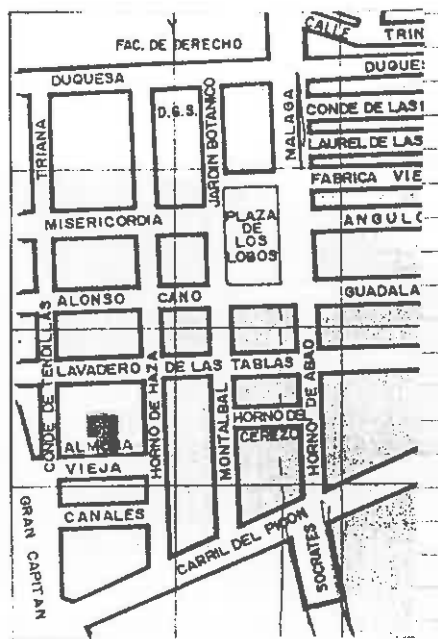 CALLE
TRIN
FAC. DE DERECHO
DUQUESA
DUQUES
D.G.S.
CONDE DE LAS
TIRIANA
JARDIN BOTANICO
MALAGA
LAUREL DE LAS
FABRICA VIE
MISERICORDIA
PLAZA
DE
LOS
LOBOS
ANGULO
ALONSO CANO
GUADALA
CONDE DE TENDILLAS
LAVADERO DE LAS TABLAS
HORNO DE HAZA
MONTALBAL
HORNO DEL
CEREZO
HORNO DE ABAD
ALMONA
VIEJA
CANALES
GRAN CAPITAN
CARRIL DEL PICON
SOCRATES